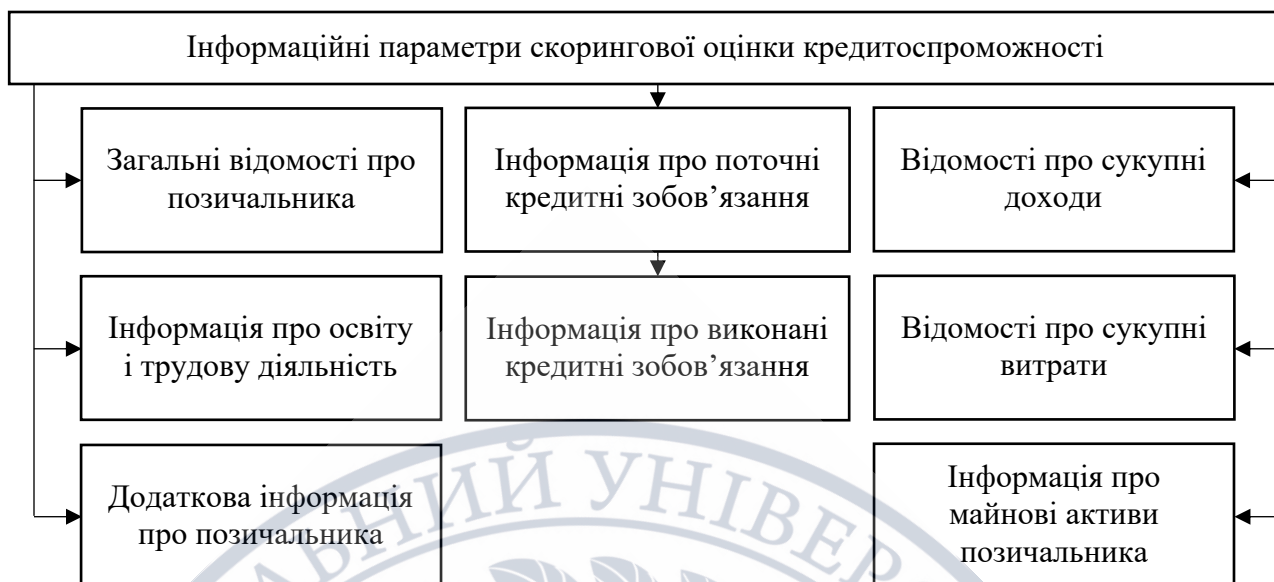 Інформаційні параметри скорингової оцінки кредитоспроможності
Загальні відомості про
позичальника
Інформація про поточні
кредитні зобов’язання
Відомості про сукупні
доходи
Інформація про освіту
і трудову діяльність
Інформація про виконані
кредитні зобов’язання
Відомості про сукупні
витрати
Додаткова інформація
про позичальника
Інформація про
майнові активи
позичальника